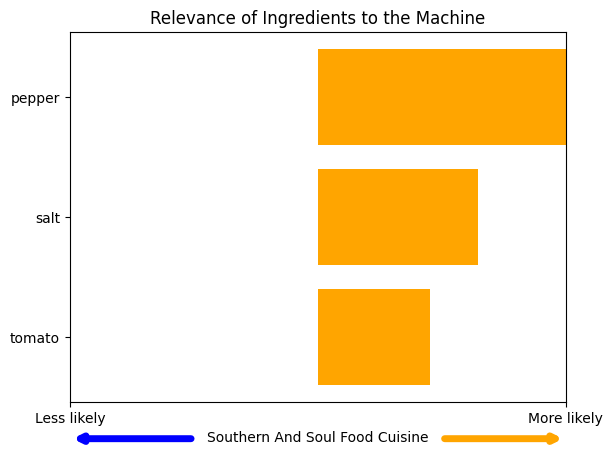 Relevance of Ingredients to the Machine
pepper
salt
tomato
Less likely
More likely
Southern And Soul Food Cuisine